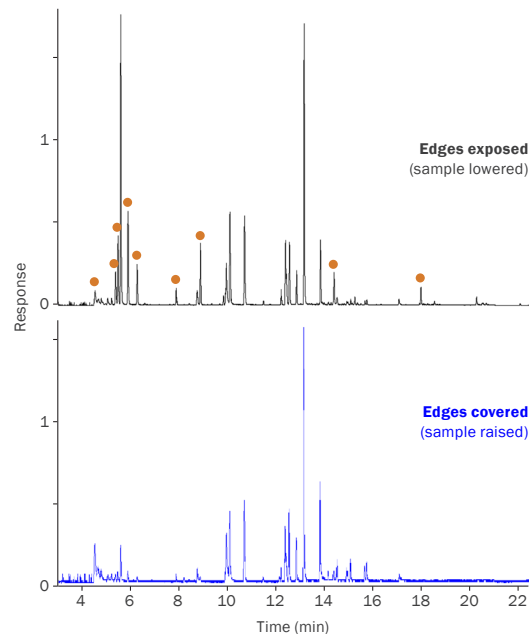 1
Edges exposed
(sample lowered)
0
Response
1
Edges covered
(sample raised)
0
4 6 8 10 12 14 16 18 20 22
Time (min)